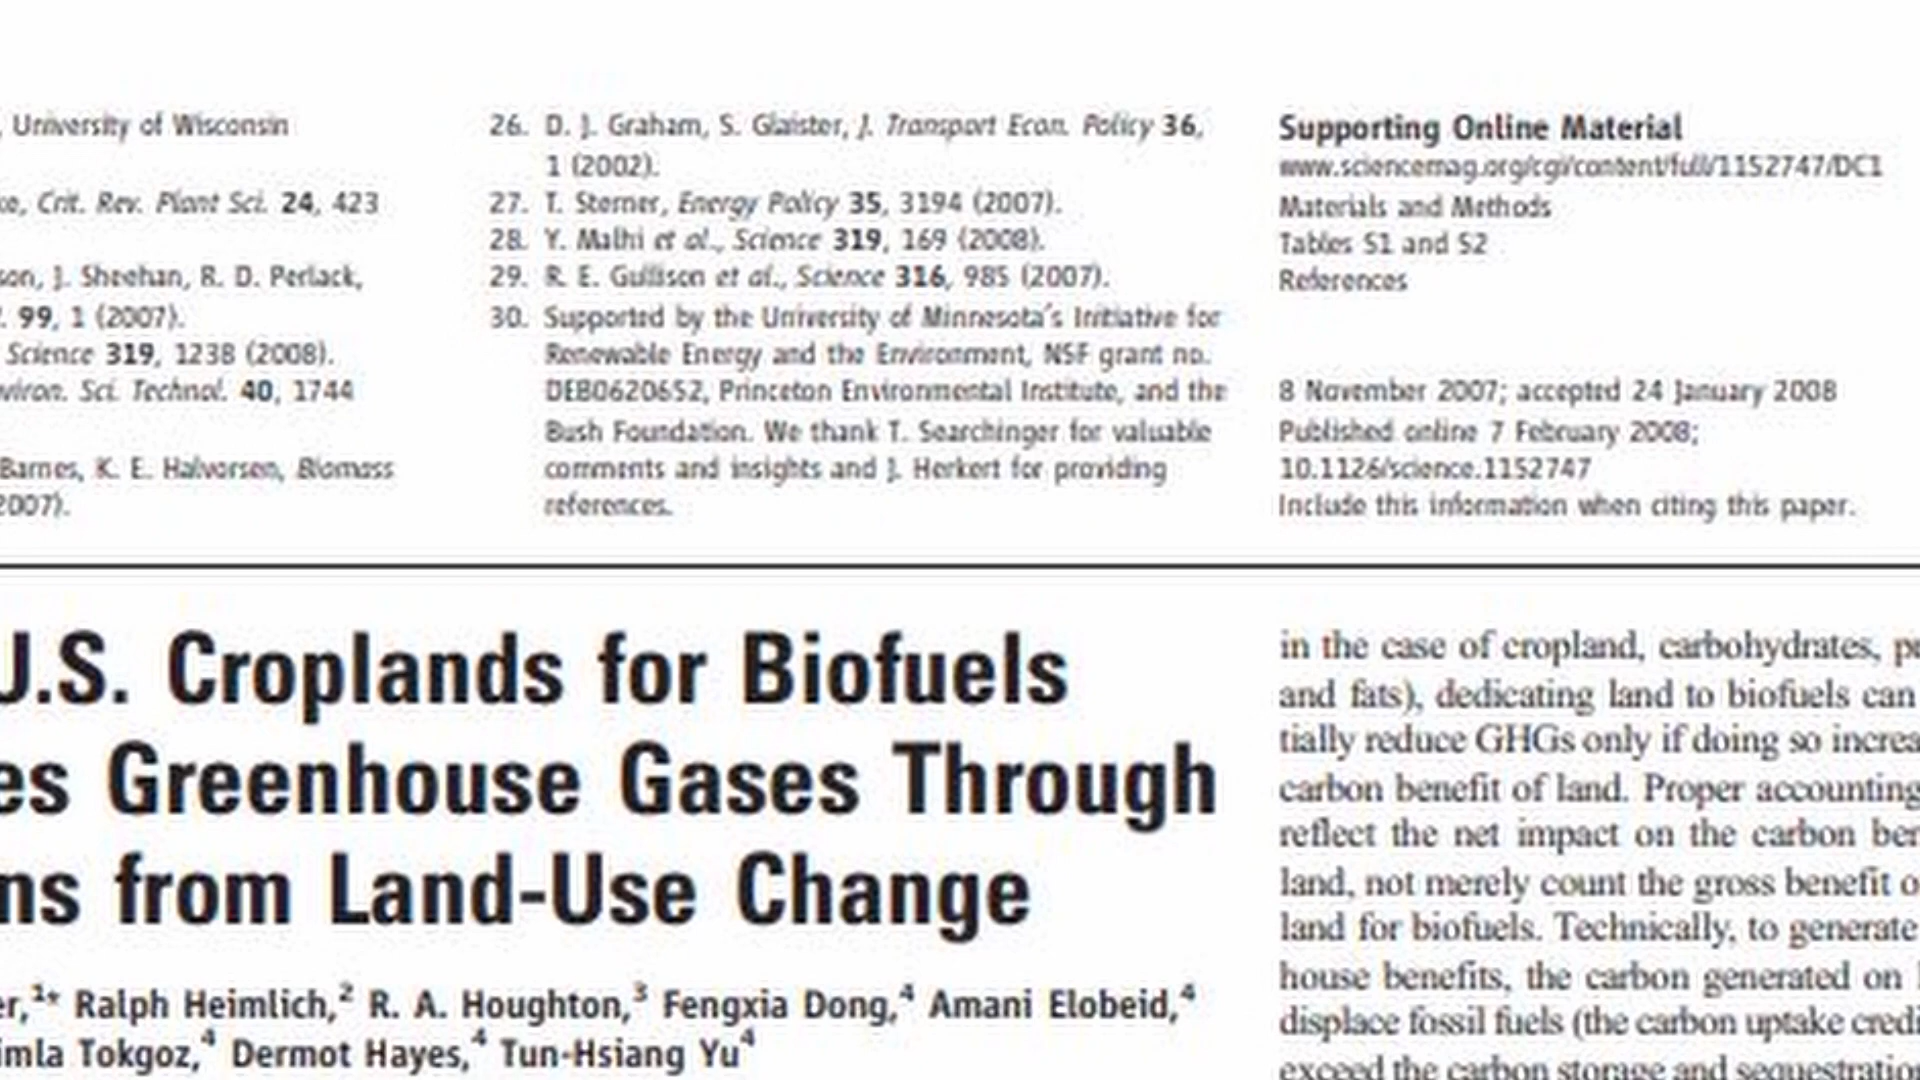 , University of Wisconsin
Crit. Rev. Plant Sci. 24, 423
son, J. Sheehan, R. D. Perlack,
. 99, 1 (2007).
Science 319, 1238 (2008).
viron. Sci. Technol. 40, 1744
Barnes, K. E. Halvorsen, Biomass
2007).
26. D. J. Graham, S. Glaister, J. Transport Econ. Policy 36,
1 (2002).
27. T. Sterner, Energy Policy 35, 3194 (2007).
28. Y. Malhi et al., Science 319, 169 (2008).
29. R. E. Gullison et al., Science 316, 985 (2007).
30. Supported by the University of Minnesota's Initiative for
Renewable Energy and the Environment, NSF grant no.
DEB0620652, Princeton Environmental Institute, and the
Bush Foundation. We thank T. Searchinger for valuable
comments and insights and J. Herkert for providing
references.
Supporting Online Material
www.sciencemag.org/cgi/content/full/1152747/DC1
Materials and Methods
Tables S1 and S2
References
8 November 2007; accepted 24 January 2008
Published online 7 February 2008;
10.1126/science.1152747
Include this information when citing this paper.
U.S. Croplands for Biofuels
es Greenhouse Gases Through
ns from Land-Use Change
er,¹* Ralph Heimlich,² R. A. Houghton,³ Fengxia Dong,⁴ Amani Elobeid,⁴
imla Tokgoz,⁴ Dermot Hayes,⁴ Tun-Hsiang Yu⁴
in the case of cropland, carbohydrates, p
and fats), dedicating land to biofuels can
tially reduce GHGs only if doing so increa
carbon benefit of land. Proper accounting
reflect the net impact on the carbon ben
land, not merely count the gross benefit o
land for biofuels. Technically, to generate
house benefits, the carbon generated on l
displace fossil fuels (the carbon uptake credi
exceed the carbon storage and sequestration